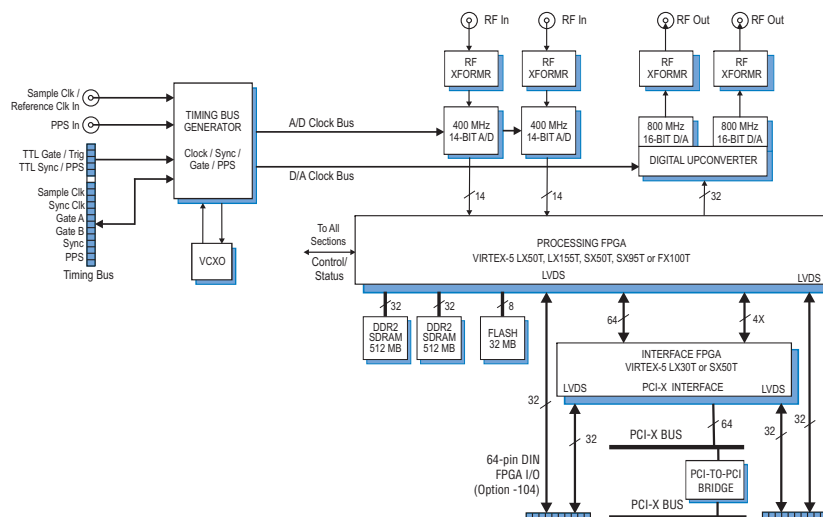 RF In
RF In
RF Out
RF Out
RF
XFORMR
RF
XFORMR
RF
XFORMR
RF
XFORMR
Sample Clk /
Reference Clk In
PPS In
TTL Gate / Trig
TTL Sync / PPS
Sample Clk
Sync Clk
Gate A
Gate B
Sync
PPS
Timing Bus
TIMING BUS
GENERATOR
Clock / Sync /
Gate / PPS
VCXO
A/D Clock Bus
D/A Clock Bus
400 MHz
14-BIT A/D
400 MHz
14-BIT A/D
800 MHz
16-BIT D/A
800 MHz
16-BIT D/A
DIGITAL UPCONVERTER
14
14
32
To All
Sections
Control/
Status
PROCESSING FPGA
VIRTEX-5 LX50T, LX155T, SX50T, SX95T or FX100T
LVDS
LVDS
32
32
8
64
4X
DDR2
SDRAM
512 MB
DDR2
SDRAM
512 MB
FLASH
32 MB
INTERFACE FPGA
VIRTEX-5 LX30T or SX50T
PCI-X INTERFACE
LVDS
LVDS
32
32
64
32
32
PCI-X BUS
64-pin DIN
FPGA I/O
(Option -104)
PCI-TO-PCI
BRIDGE
PCI-X BUS